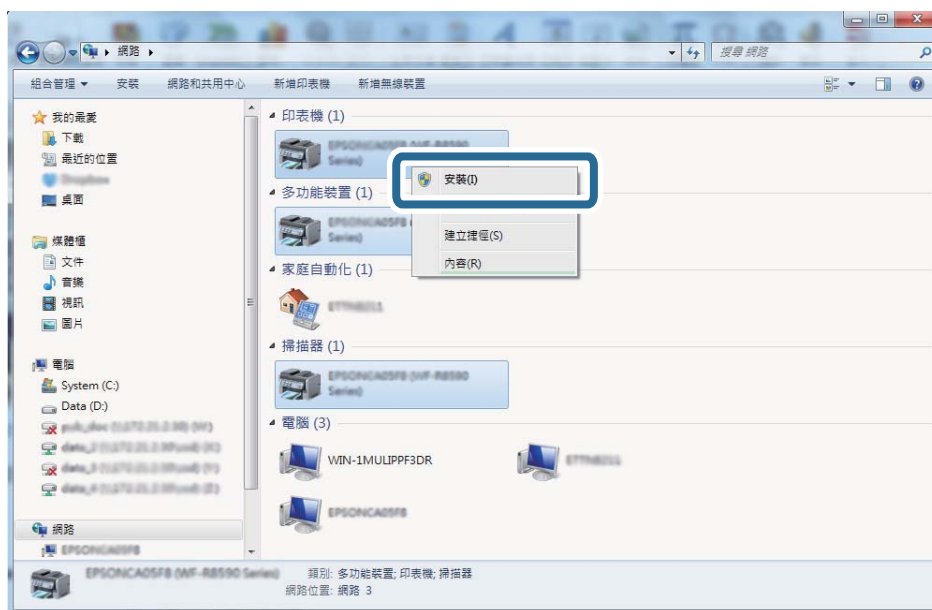 網路
搜尋 網路
組合管理 安裝 網路和共用中心 新增印表機 新增無線裝置
我的最愛
下載
最近的位置
桌面
媒體櫃
文件
音樂
視訊
圖片
電腦
System (C:)
Data (D:)
網路
印表機 (1)
安裝(I)
多功能裝置 (1)
建立捷徑(S)
內容(R)
家庭自動化 (1)
掃描器 (1)
電腦 (3)
WIN-1MULIPPF3DR
類別: 多功能裝置; 印表機; 掃描器
網路位置: 網路 3